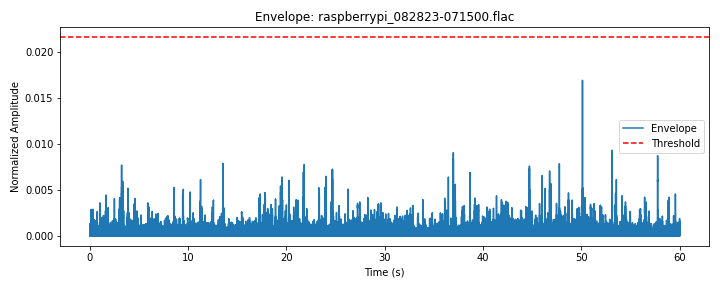 Envelope: raspberrypi_082823-071500.flac
Normalized Amplitude
0.020
0.015
0.010
0.005
0.000
Envelope
Threshold
0
10
20
30
40
50
60
Time (s)